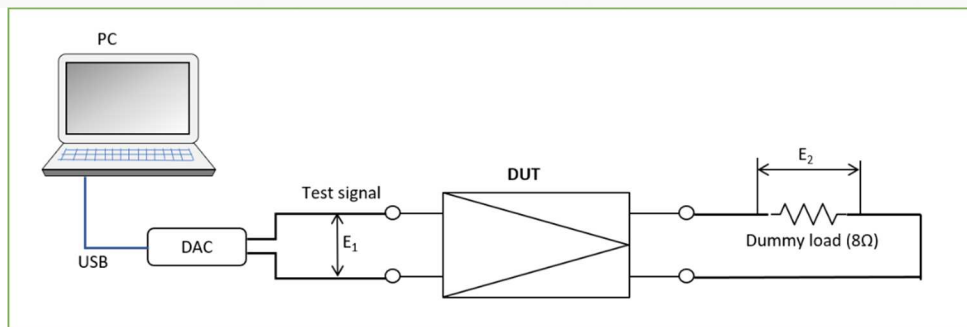 PC
E₂
DUT
Test signal
E₁
DAC
Dummy load (8Ω)
USB